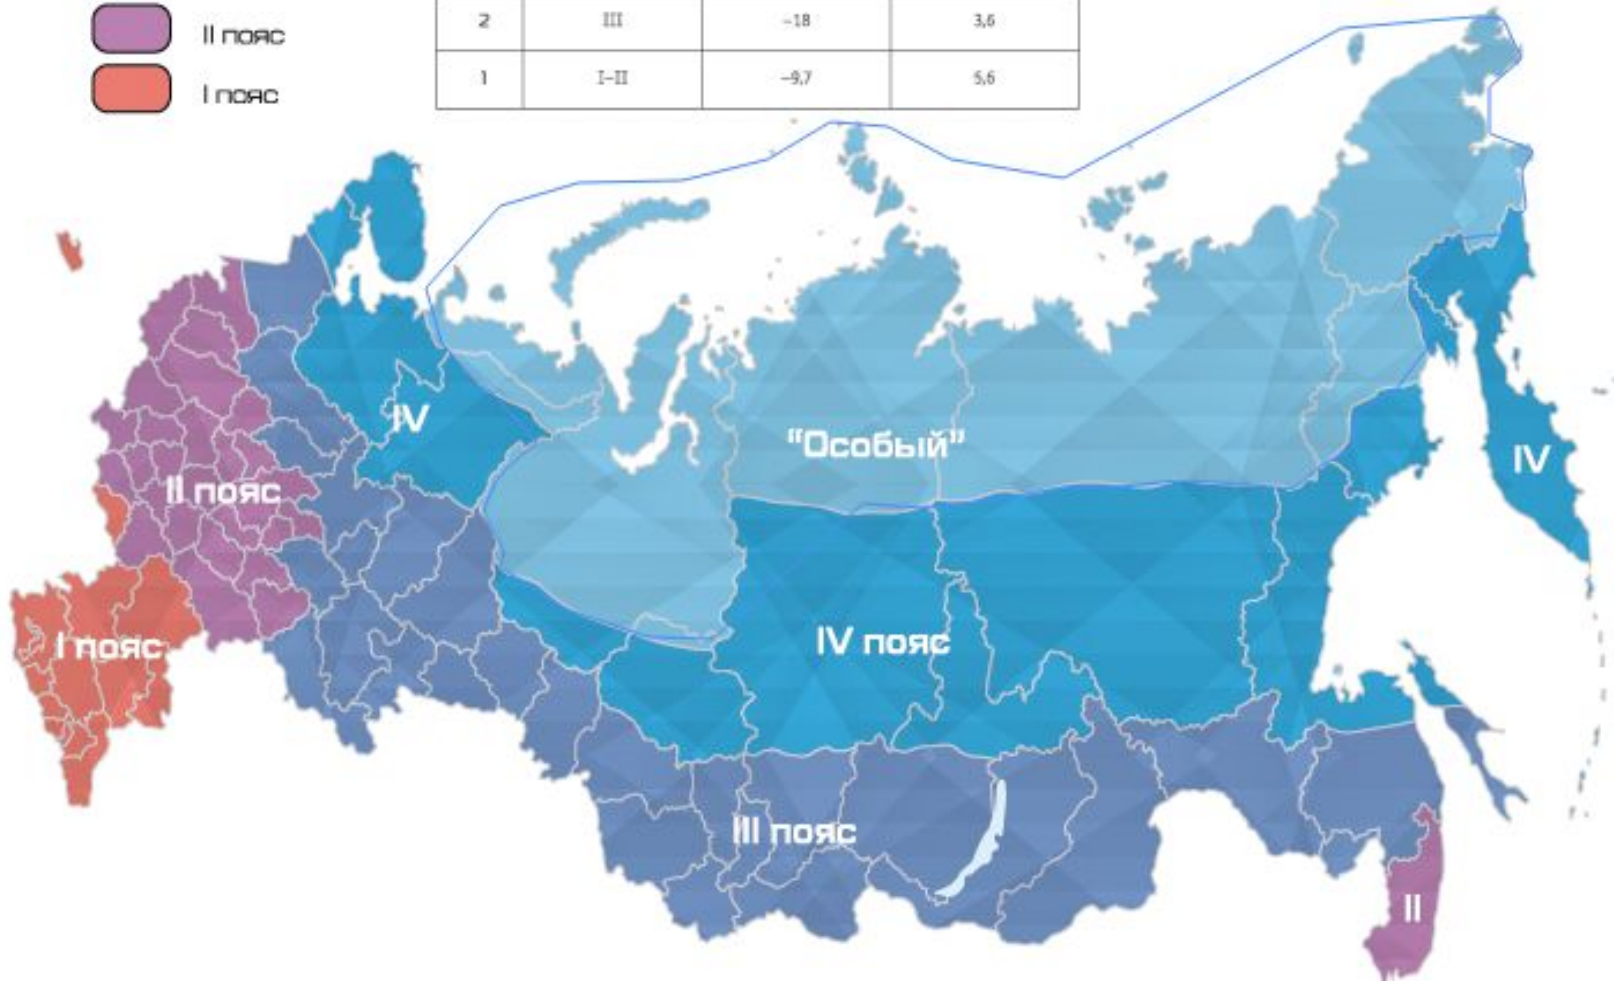 II пояс
I пояс
2 III -18 3,6
1 I-II -9,7 5,6
IV
"Особый"
IV
II пояс
I пояс
IV пояс
III пояс
II